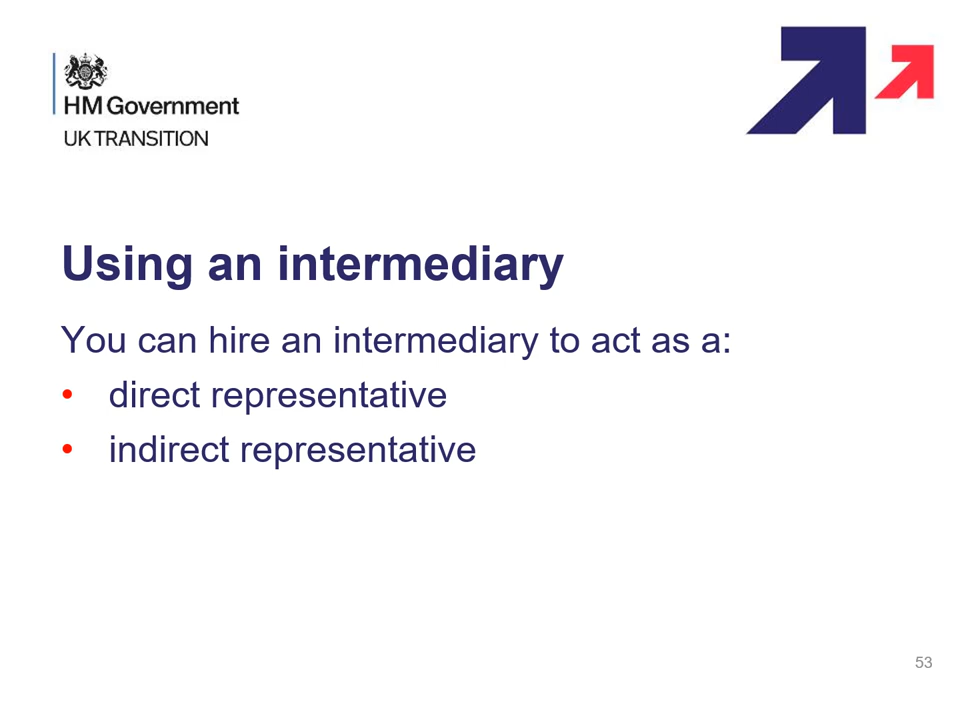 HM Government
UK TRANSITION
Using an intermediary
You can hire an intermediary to act as a:
• direct representative
• indirect representative
53